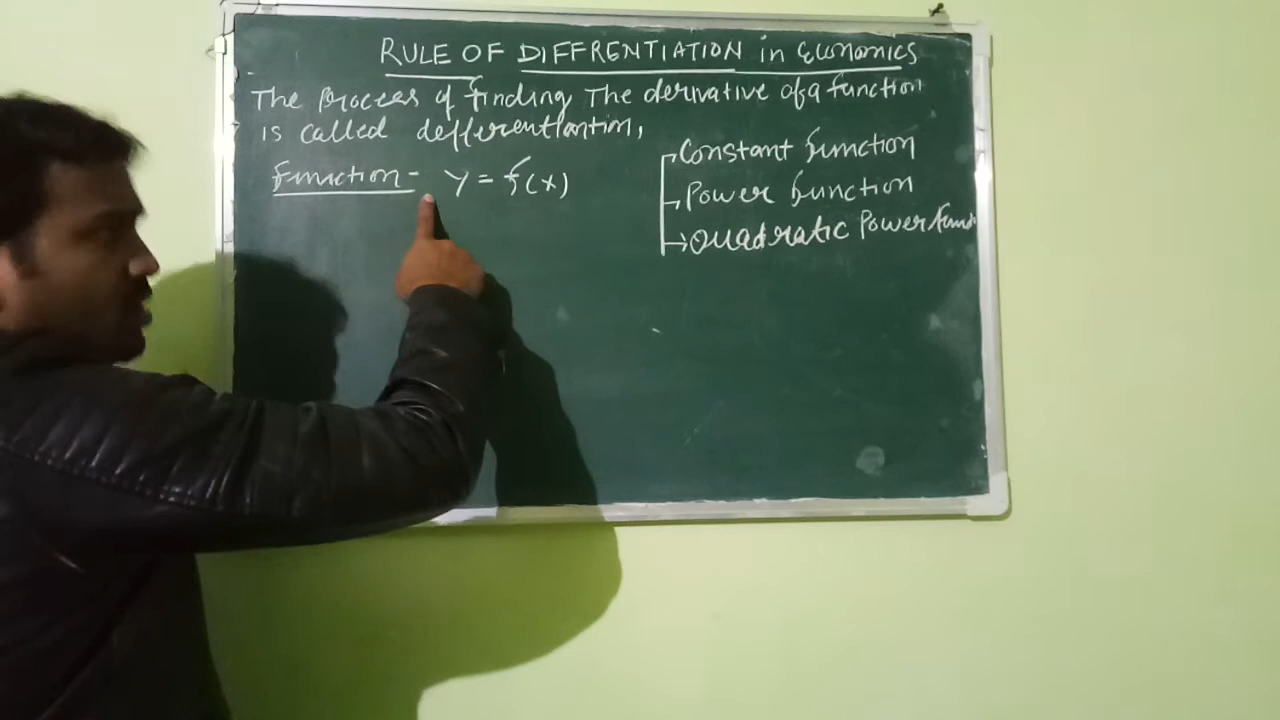 RULE OF DIFFRENTIATION in Economics
The process of finding The derivative of a function
is called defferentiantion,
Function - y = f(x)
Constant function
Power function
→Quadratic Power func